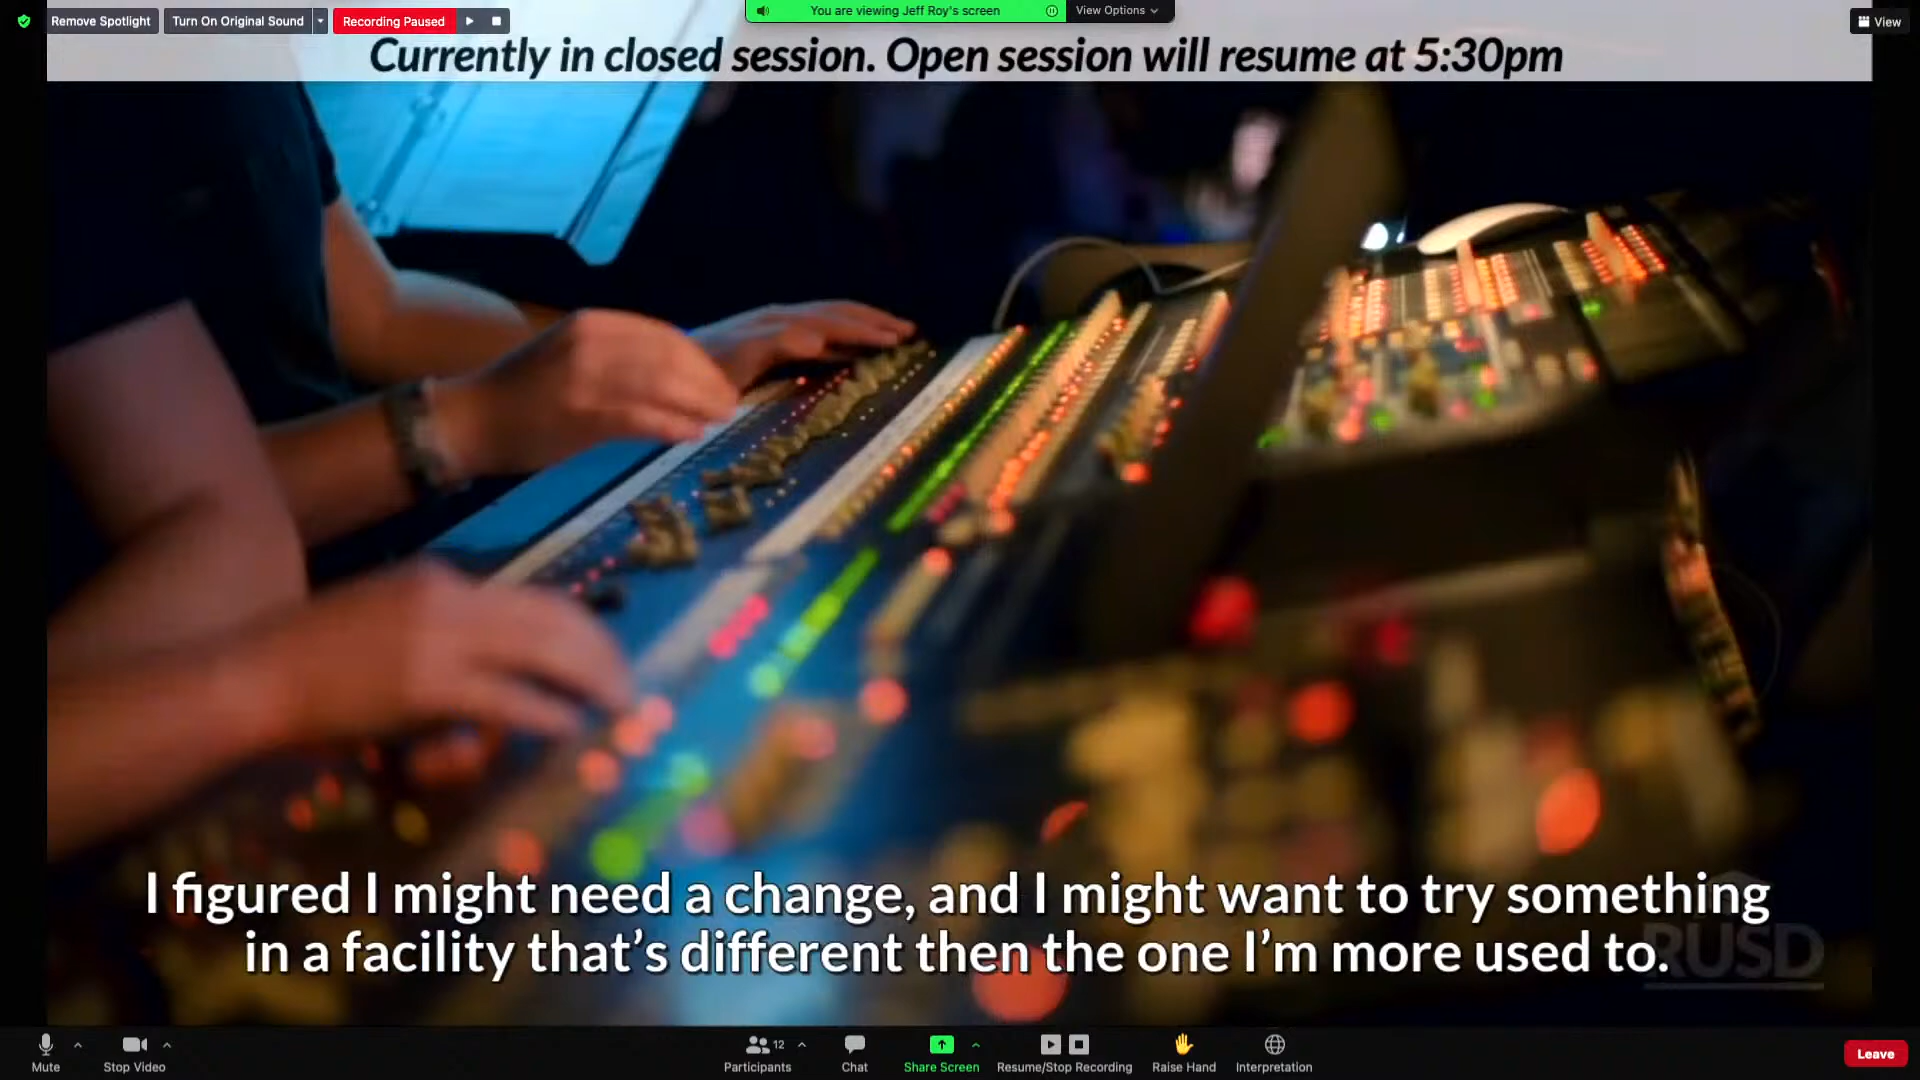 Remove Spotlight
Turn On Original Sound
Recording Paused
You are viewing Jeff Roy's screen
View Options
View
Currently in closed session. Open session will resume at 5:30pm
I figured I might need a change, and I might want to try something
in a facility that's different then the one I'm more used to.
RUSD
Mute
Stop Video
12
Participants
Chat
Share Screen
Resume/Stop Recording
Raise Hand
Interpretation
Leave